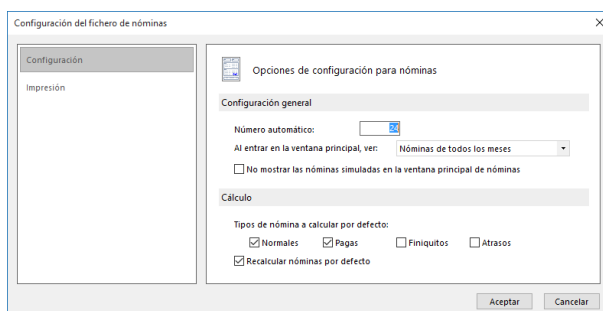 Configuración del fichero de nóminas
Configuración
Impresión
Opciones de configuración para nóminas
Configuración general
Número automático: 24
Al entrar en la ventana principal, ver: Nóminas de todos los meses
No mostrar las nóminas simuladas en la ventana principal de nóminas
Cálculo
Tipos de nómina a calcular por defecto:
Normales Pagas Finiquitos Atrasos
Recalcular nóminas por defecto
Aceptar Cancelar